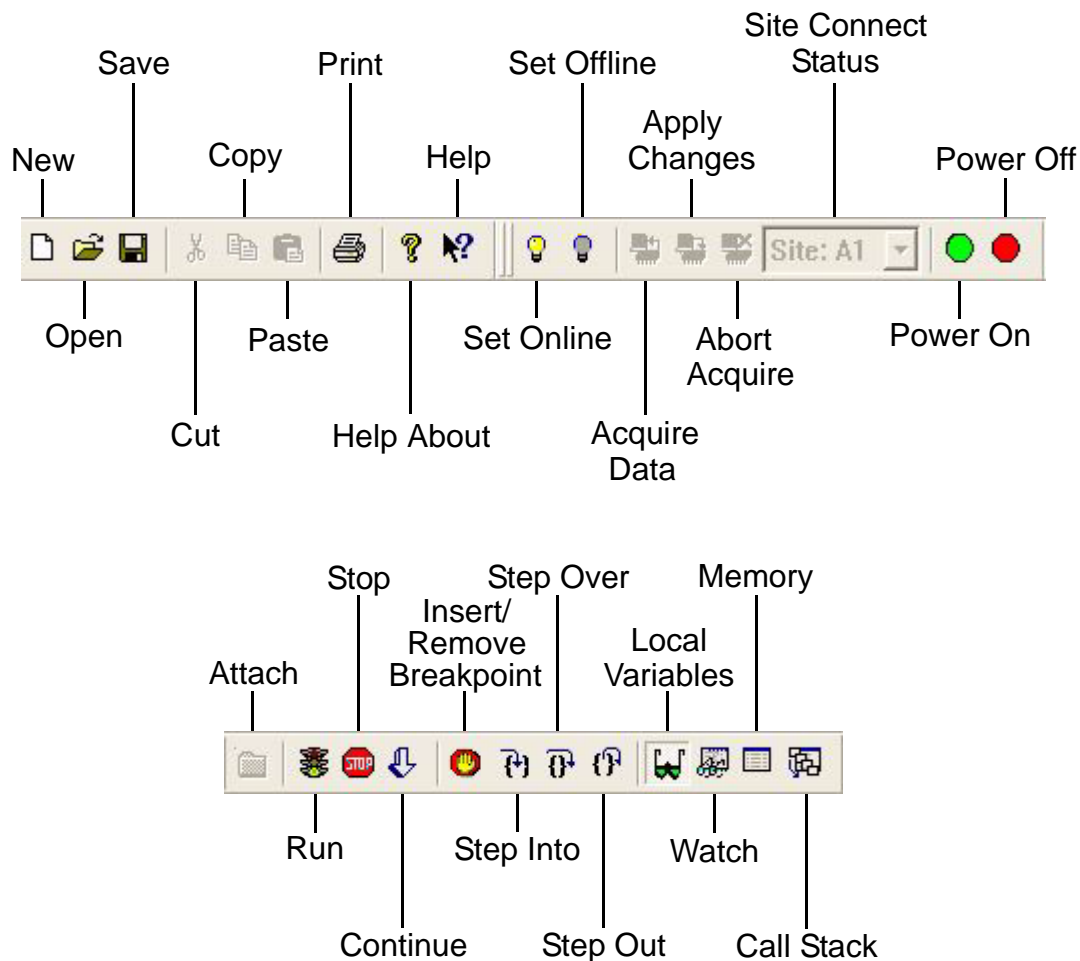 Site Connect
Status
Save
Print
Set Offline
Apply
Changes
New
Copy
Help
Power Off
Site: A1
Open
Paste
Set Online
Abort
Acquire
Power On
Cut
Help About
Acquire
Data
Stop
Step Over
Memory
Insert/
Remove
Breakpoint
Local
Variables
Attach
STOP
Run
Step Into
Watch
Continue
Step Out
Call Stack